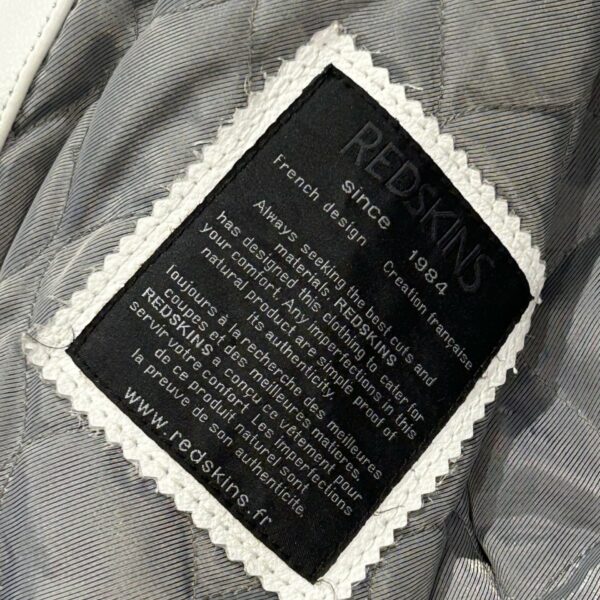 REDSKINS
since 1984
French design Création française
Always seeking the best cuts and
materials, REDSKINS
has designed this clothing to cater for
your comfort. Any imperfections in this
natural product are simple proof of
its authenticity.
Toujours à la recherche des meilleures
coupes et des meilleures matières.
REDSKINS a conçu ce vêtement pour
servir votre confort. Les imperfections
de ce produit naturel sont
la preuve de son authenticité.
www.redskins.fr